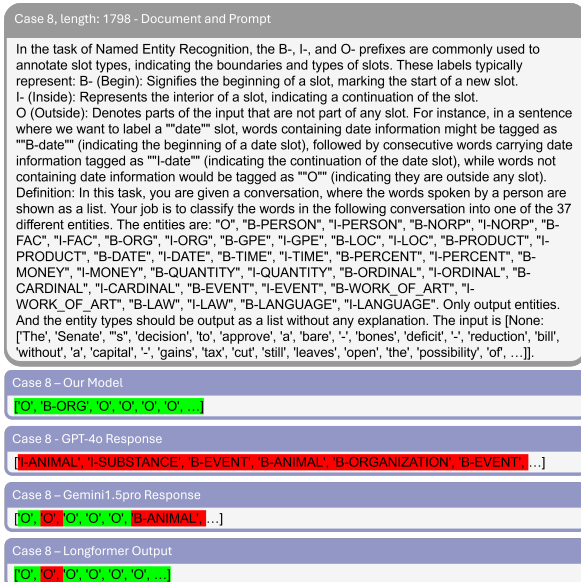 Case 8, length: 1798 - Document and Prompt
In the task of Named Entity Recognition, the B-, I-, and O- prefixes are commonly used to
annotate slot types, indicating the boundaries and types of slots. These labels typically
represent: B- (Begin): Signifies the beginning of a slot, marking the start of a new slot.
I- (Inside): Represents the interior of a slot, indicating a continuation of the slot.
O (Outside): Denotes parts of the input that are not part of any slot. For instance, in a sentence
where we want to label a ""date"" slot, words containing date information might be tagged as
""B-date"" (indicating the beginning of a date slot), followed by consecutive words carrying date
information tagged as ""I-date"" (indicating the continuation of the date slot), while words not
containing date information would be tagged as ""O"" (indicating they are outside any slot).
Definition: In this task, you are given a conversation, where the words spoken by a person are
shown as a list. Your job is to classify the words in the following conversation into one of the 37
different entities. The entities are: "O", "B-PERSON", "I-PERSON", "B-NORP", "I-NORP", "B-
FAC", "I-FAC", "B-ORG", "I-ORG", "B-GPE", "I-GPE", "B-LOC", "I-LOC", "B-PRODUCT", "I-
PRODUCT", "B-DATE", "I-DATE", "B-TIME", "I-TIME", "B-PERCENT", "I-PERCENT", "B-
MONEY", "I-MONEY", "B-QUANTITY", "I-QUANTITY", "B-ORDINAL", "I-ORDINAL", "B-
CARDINAL", "I-CARDINAL", "B-EVENT", "I-EVENT", "B-WORK_OF_ART", "I-
WORK_OF_ART", "B-LAW", "I-LAW", "B-LANGUAGE", "I-LANGUAGE". Only output entities.
And the entity types should be output as a list without any explanation. The input is [None:
['The', 'Senate', "'s", 'decision', 'to', 'approve', 'a', 'bare', '-', 'bones', 'deficit', '-', 'reduction', 'bill',
'without', 'a', 'capital', '-', 'gains', 'tax', 'cut', 'still', 'leaves', 'open', 'the', 'possibility', 'of', …]].
Case 8 – Our Model
['O', 'B-ORG', 'O', 'O', 'O', 'O', …]
Case 8 - GPT-4o Response
['I-ANIMAL', 'I-SUBSTANCE', 'B-EVENT', 'B-ANIMAL', 'B-ORGANIZATION', 'B-EVENT', …]
Case 8 – Gemini1.5pro Response
['O', 'O', 'O', 'O', 'O', 'B-ANIMAL', …]
Case 8 – Longformer Output
['O', 'O', 'O', 'O', 'O', 'O', …]